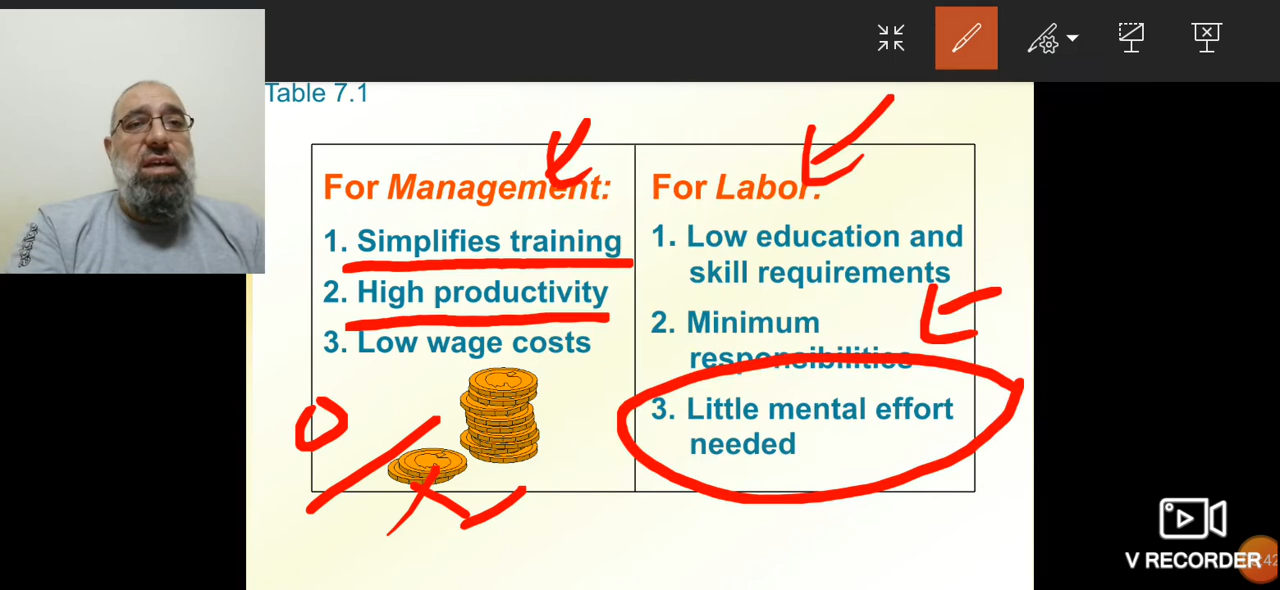 Table 7.1
For Management:
1. Simplifies training
2. High productivity
3. Low wage costs
For Labor:
1. Low education and
skill requirements
2. Minimum
responsibilities
3. Little mental effort
needed
V RECORDER